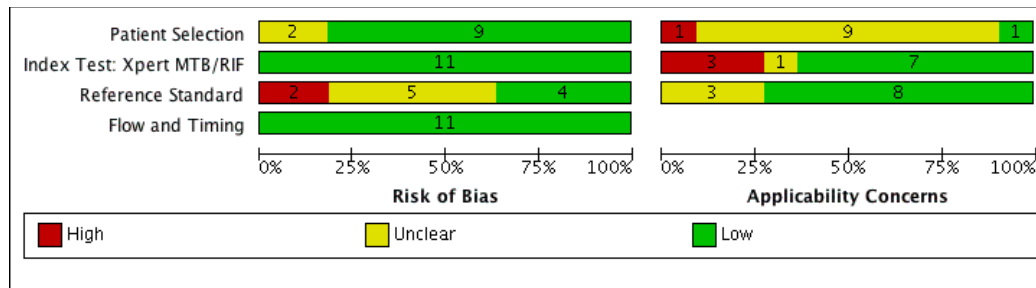 Patient Selection 2 9 1 9 1
Index Test: Xpert MTB/RIF 11 3 1 7
Reference Standard 2 5 4 3 8
Flow and Timing 11
0% 25% 50% 75% 100% 0% 25% 50% 75% 100%
Risk of Bias Applicability Concerns
High Unclear Low